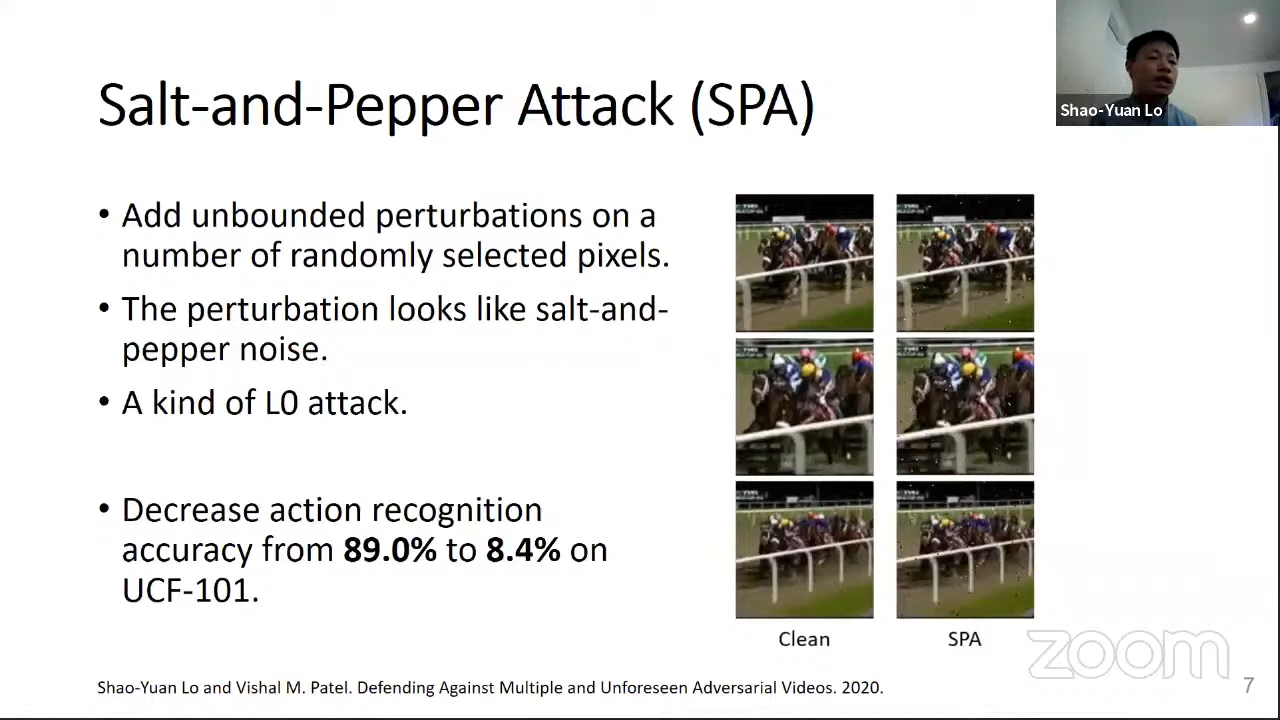 Shao-Yuan Lo
Salt-and-Pepper Attack (SPA)
• Add unbounded perturbations on a
number of randomly selected pixels.
• The perturbation looks like salt-and-
pepper noise.
• A kind of L0 attack.
• Decrease action recognition
accuracy from 89.0% to 8.4% on
UCF-101.
Clean
SPA
zoom
Shao-Yuan Lo and Vishal M. Patel. Defending Against Multiple and Unforeseen Adversarial Videos. 2020.
7